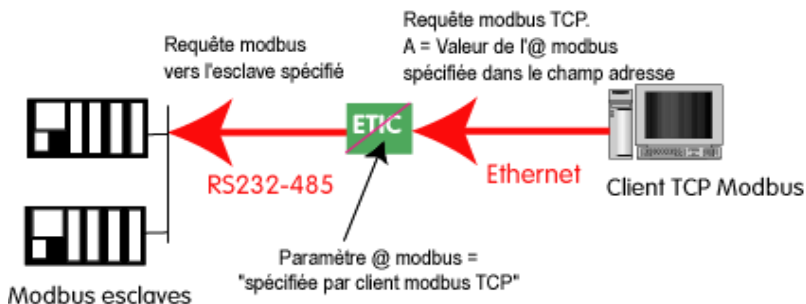 Requête modbus TCP.
A = Valeur de l'@ modbus
spécifiée dans le champ adresse
Requête modbus
vers l'esclave spécifié
ETIC
RS232-485
Ethernet
Client TCP Modbus
Paramètre @ modbus =
"spécifiée par client modbus TCP"
Modbus esclaves